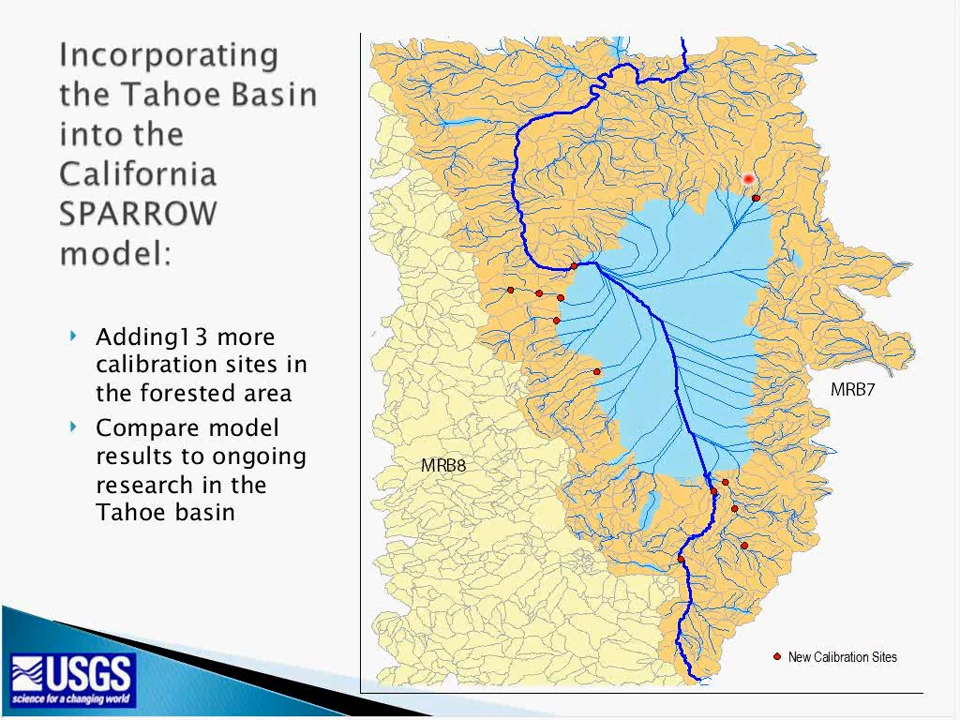 Incorporating
the Tahoe Basin
into the
California
SPARROW
model:
Adding13 more
calibration sites in
the forested area
Compare model
results to ongoing
research in the
Tahoe basin
MRB7
MRB8
New Calibration Sites
USGS
science for a changing world